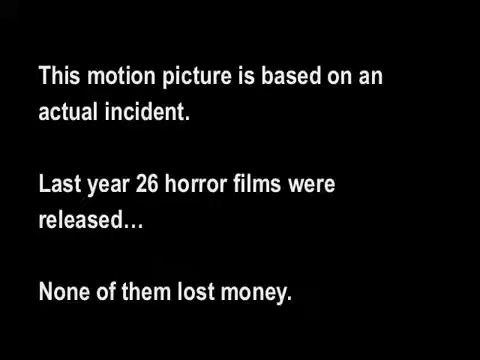 This motion picture is based on an
actual incident.
Last year 26 horror films were
released…
None of them lost money.